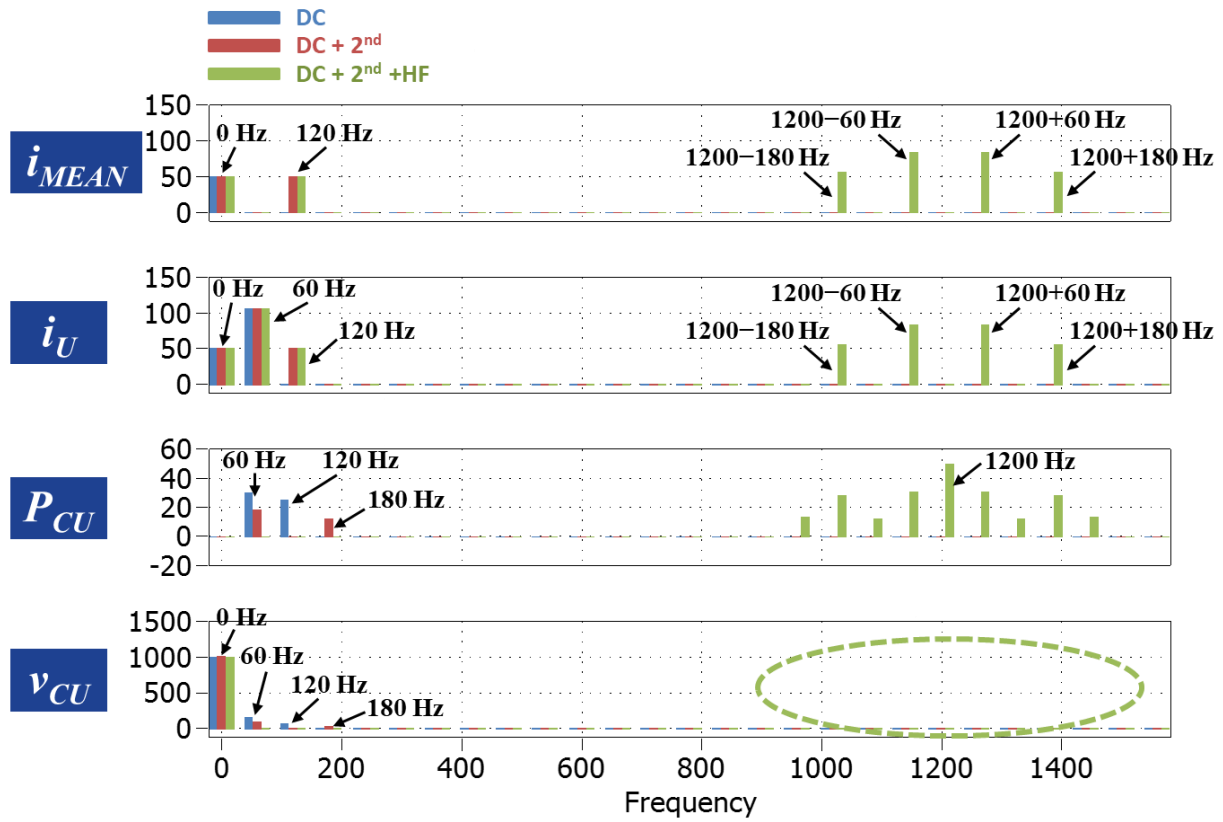 DC
DC + 2nd
DC + 2nd +HF
iMEAN
150
100
50
0
0 Hz
120 Hz
1200−180 Hz
1200−60 Hz
1200+60 Hz
1200+180 Hz
iU
150
100
50
0
0 Hz
60 Hz
120 Hz
1200−180 Hz
1200−60 Hz
1200+60 Hz
1200+180 Hz
PCU
60
40
20
0
-20
60 Hz
120 Hz
180 Hz
1200 Hz
vCU
1500
1000
500
0
0 Hz
60 Hz
120 Hz
180 Hz
0 200 400 600 800 1000 1200 1400
Frequency